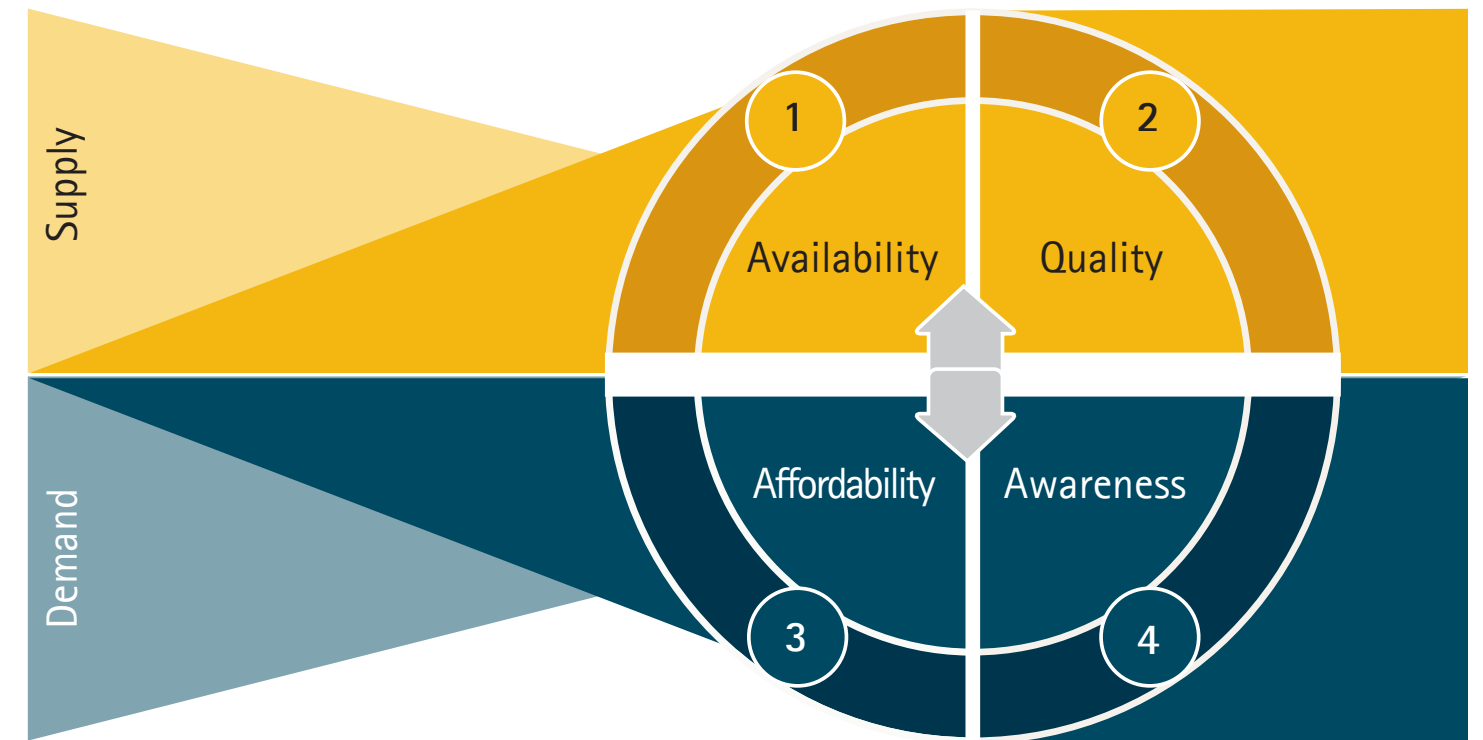 Supply
1
2
Availability
Quality
Demand
Affordability
Awareness
3
4